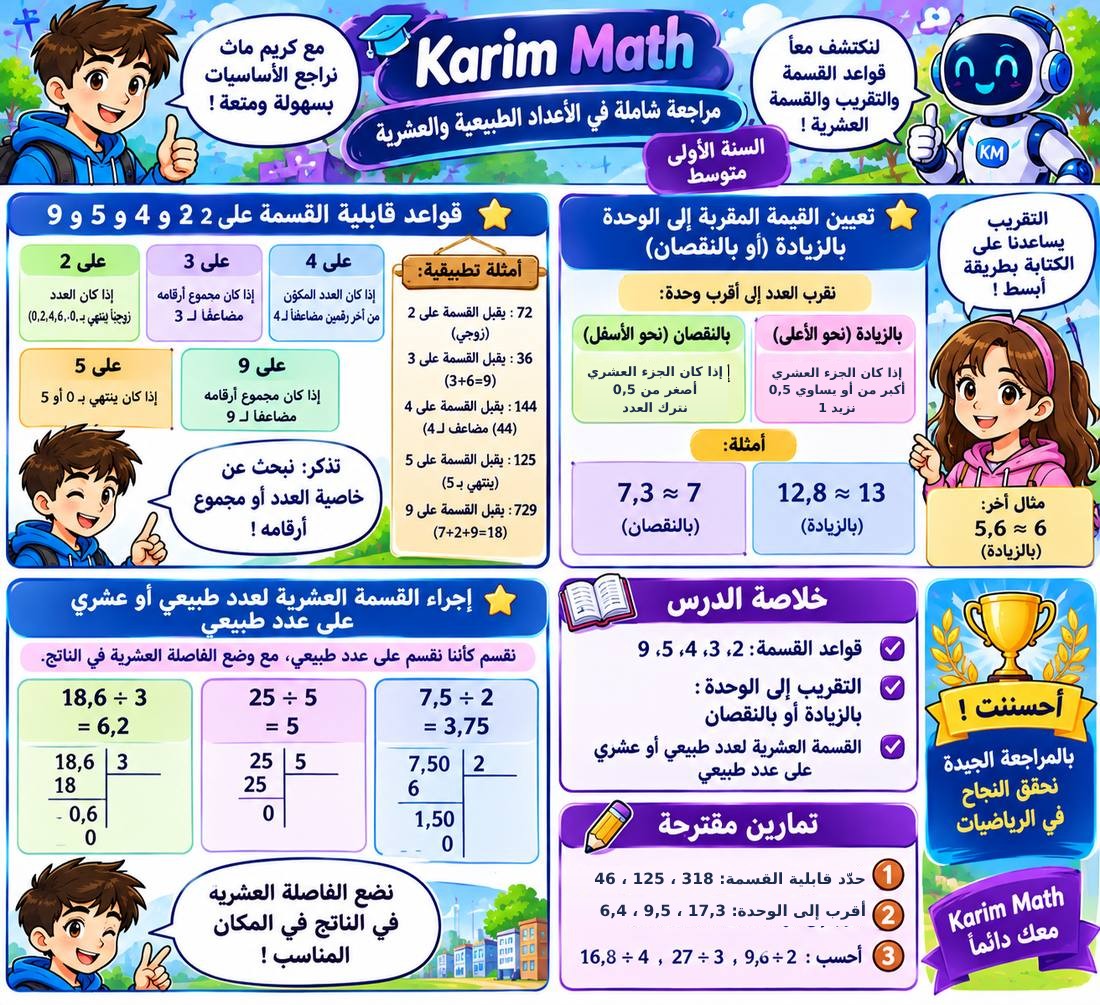 مع كريم ماث
نراجع الأساسيات
بسهولة ومتعة !
Karim Math
مراجعة شاملة في الأعداد الطبيعية والعشرية
السنة الأولى
متوسط
لنكتشف معاً
قواعد القسمة
والتقريب والقسمة
العشرية !
KM
قواعد قابلية القسمة على 2 2 و 4 و 5 و 9
على 4
إذا كان العدد المكوّن
من آخر رقمين مضاعفاً لـ 4
على 3
إذا كان مجموع أرقامه
مضاعفاً لـ 3
على 2
إذا كان العدد
زوجياً ينتهي بـ 0،0,2,4,6)
على 9
إذا كان مجموع أرقامه
مضاعفا لـ 9
على 5
إذا كان ينتهي بـ 0 أو 5
أمثلة تطبيقية:
72 : يقبل القسمة على 2
(زوجي)
36 : يقبل القسمة على 3
(3+6=9)
144 : يقبل القسمة على 4
(44) مضاعف لـ 4)
125 : يقبل القسمة على 5
(ينتهي بـ 5)
729 : يقبل القسمة على 9
(7+2+9=18)
تذكر: نبحث عن
خاصية العدد أو مجموع
أرقامه !
تعيين القيمة المقربة إلى الوحدة
بالزيادة (أو بالنقصان)
نقرب العدد إلى أقرب وحدة:
بالزيادة (نحو الأعلى)
إذا كان الجزء العشري
أكبر من أو يساوي 0,5
نزيد 1
بالنقصان (نحو الأسفل)
إذا كان الجزء العشري
أصغر من 0,5
نترك العدد
أمثلة:
12,8 ≈ 13
(بالزيادة)
7,3 ≈ 7
(بالنقصان)
التقريب
يساعدنا على
الكتابة بطريقة
أبسط !
مثال أخر:
5,6 ≈ 6
(بالزيادة)
إجراء القسمة العشرية لعدد طبيعي أو عشري
على عدد طبيعي
نقسم كأننا نقسم على عدد طبيعي، مع وضع الفاصلة العشرية في الناتج.
18,6 ÷ 3
= 6,2
18,6 3
18
- 0,6
0
25 ÷ 5
= 5
25 5
25
0
7,5 ÷ 2
= 3,75
7,50 2
6
1,50
0
نضع الفاصلة العشريه
في الناتج في المكان
المناسب !
خلاصة الدرس
قواعد القسمة: 2، 3، 4، 5، 9
التقريب إلى الوحدة :
بالزيادة أو بالنقصان
القسمة العشرية لعدد طبيعي أو عشري
على عدد طبيعي
تمارين مقترحة
1 حدّد قابلية القسمة: 318 ، 125 ، 46
2 أقرب إلى الوحدة: 17,3 ، 9,5 ، 6,4
3 أحسب : 9,6÷2 ، 27÷3 ، 16,8÷4
أحسننت !
بالمراجعة الجيدة
نحقق النجاح
في الرياضيات
Karim Math
معك دائماً